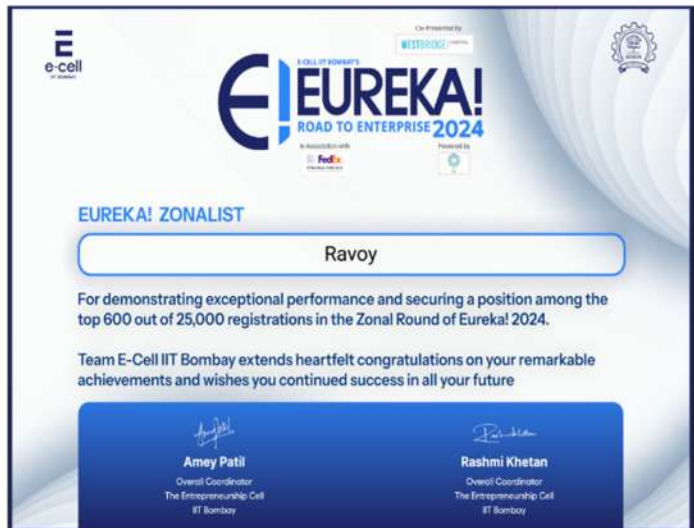 Co-Presented by
WESTBRIDGE
e-cell
IIT BOMBAY
E-CELL IIT BOMBAY'S
EUREKA!
ROAD TO ENTERPRISE 2024
In Association with
Powered by
FedEx
EUREKA! ZONALIST
Ravoy
For demonstrating exceptional performance and securing a position among the
top 600 out of 25,000 registrations in the Zonal Round of Eureka! 2024.
Team E-Cell IIT Bombay extends heartfelt congratulations on your remarkable
achievements and wishes you continued success in all your future
Amey Patil
Overall Coordinator
The Entrepreneurship Cell
IIT Bombay
Rashmi Khetan
Overall Coordinator
The Entrepreneurship Cell
IIT Bombay